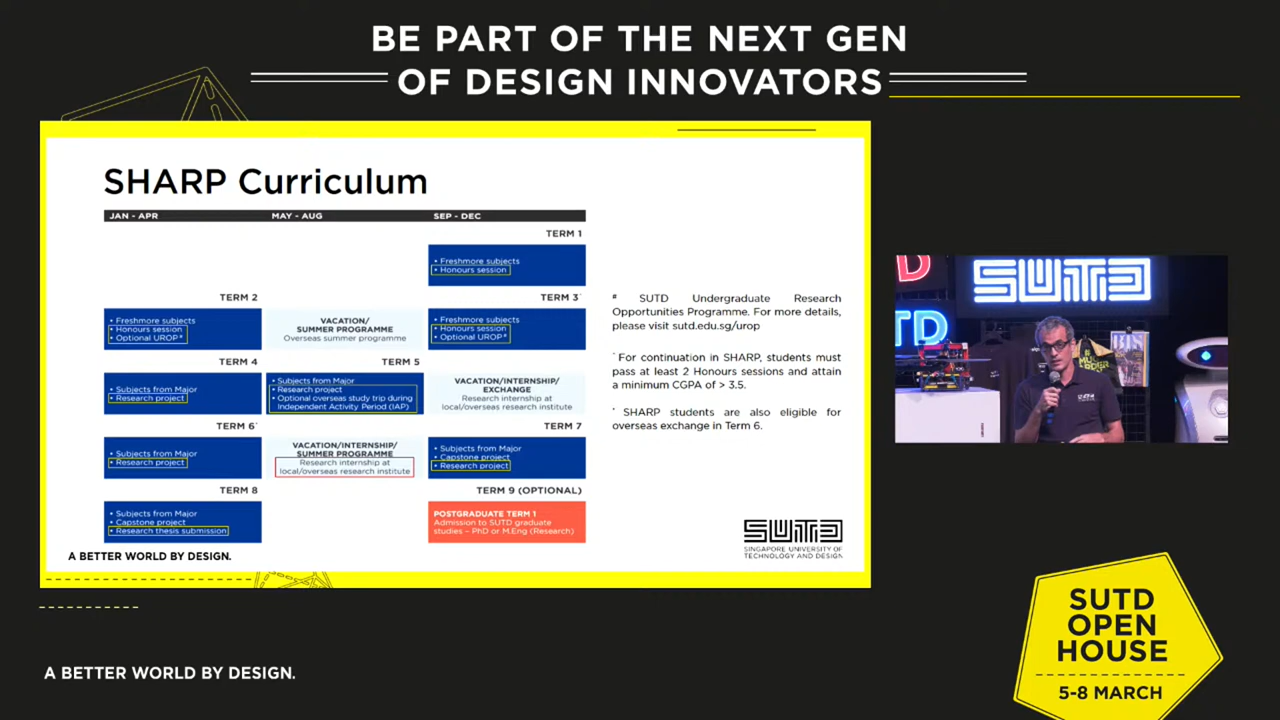 BE PART OF THE NEXT GEN
OF DESIGN INNOVATORS
SHARP Curriculum
JAN - APR
MAY - AUG
SEP - DEC
TERM 1
• Freshmore subjects
• Honours session
TERM 2
• Freshmore subjects
• Honours session
• Optional UROP#
VACATION/
SUMMER PROGRAMME
Overseas summer programme
TERM 3
• Freshmore subjects
• Honours session
• Optional UROP#
TERM 4
• Subjects from Major
• Research project
TERM 5
• Subjects from Major
• Research project
• Optional overseas study trip during
Independent Activity Period (IAP)
VACATION/INTERNSHIP/
EXCHANGE
Research internship at
local/overseas research institute
TERM 6
• Subjects from Major
• Research project
VACATION/INTERNSHIP/
SUMMER PROGRAMME
Research internship at
local/overseas research institute
TERM 7
• Subjects from Major
• Capstone project
• Research project
TERM 8
• Subjects from Major
• Capstone project
• Research thesis submission
TERM 9 (OPTIONAL)
POSTGRADUATE TERM 1
Admission to SUTD graduate
studies – PhD or M.Eng (Research)
# SUTD Undergraduate Research
Opportunities Programme. For more details,
please visit sutd.edu.sg/urop
For continuation in SHARP, students must
pass at least 2 Honours sessions and attain
a minimum CGPA of > 3.5.
SHARP students are also eligible for
overseas exchange in Term 6.
SUTD
SINGAPORE UNIVERSITY OF
TECHNOLOGY AND DESIGN
A BETTER WORLD BY DESIGN.
SUTD
D
TD
SUTD
OPEN
HOUSE
5-8 MARCH
A BETTER WORLD BY DESIGN.